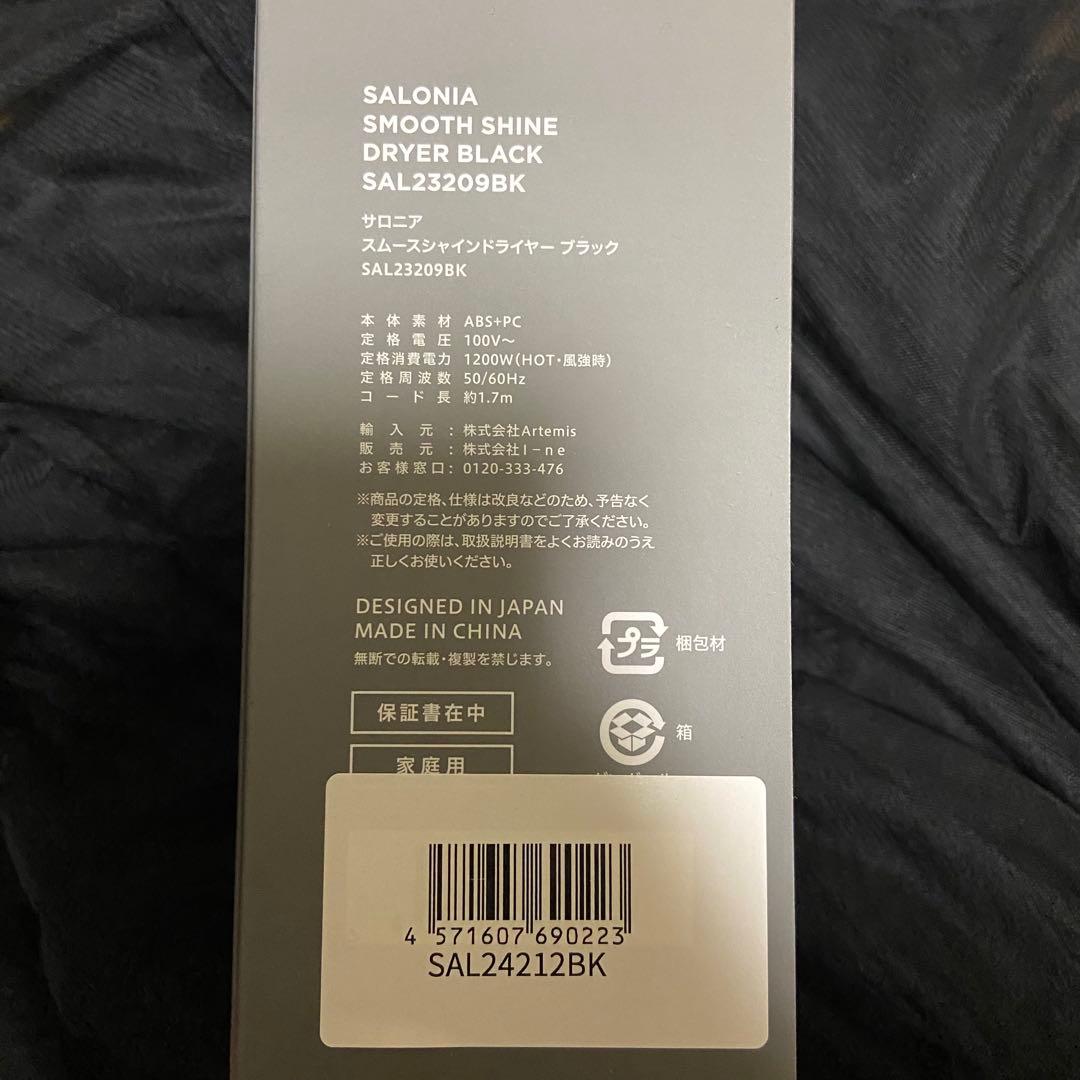 SALONIA
SMOOTH SHINE
DRYER BLACK
SAL23209BK
サロニア
スムースシャインドライヤー ブラック
SAL23209BK
本体素材 ABS+PC
定格電圧 100V〜
定格消費電力 1200W(HOT・風強時)
定格周波数 50/60Hz
コード長 約1.7m
輸入元:株式会社Artemis
販売元:株式会社I-ne
お客様窓口:0120-333-476
※商品の定格、仕様は改良などのため、予告なく
変更することがありますのでご了承ください。
※ご使用の際は、取扱説明書をよくお読みのうえ
正しくお使いください。
DESIGNED IN JAPAN
MADE IN CHINA
無断での転載・複製を禁じます。
プラ 梱包材
保証書在中
箱
家庭用
4 571607 690223
SAL24212BK